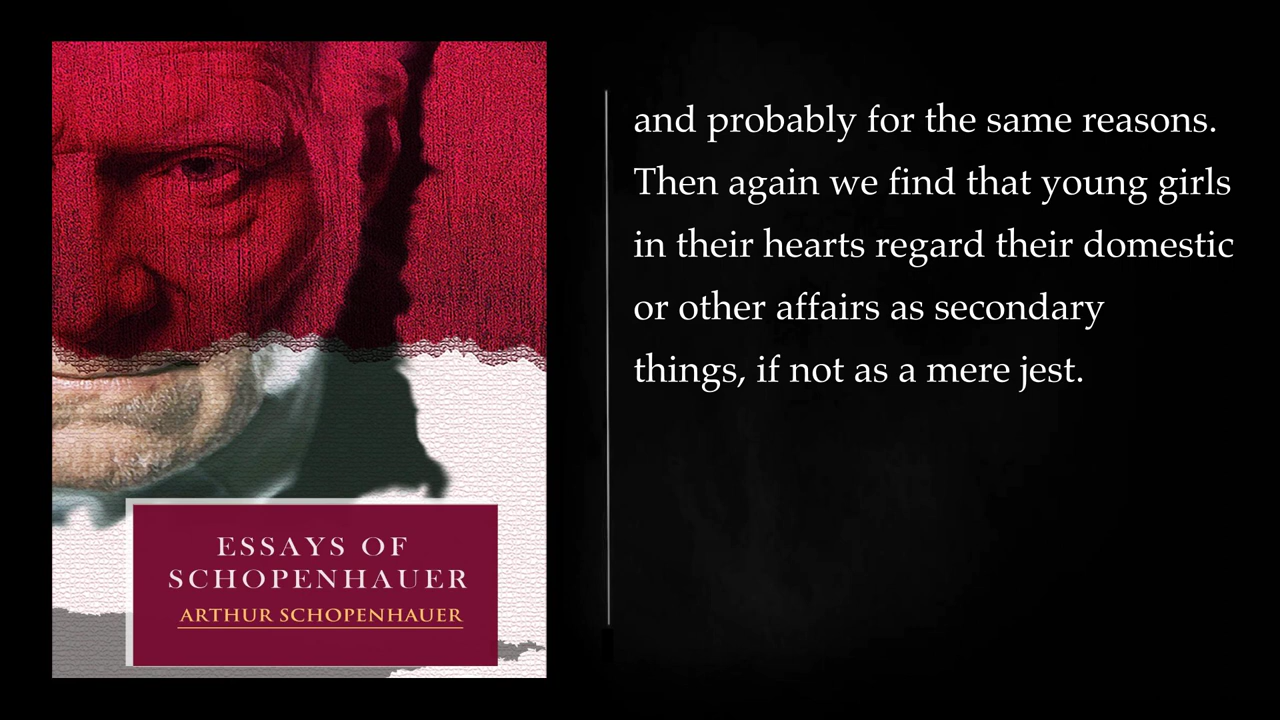 ESSAYS OF
SCHOPENHAUER
ARTHUR SCHOPENHAUER
and probably for the same reasons.
Then again we find that young girls
in their hearts regard their domestic
or other affairs as secondary
things, if not as a mere jest.